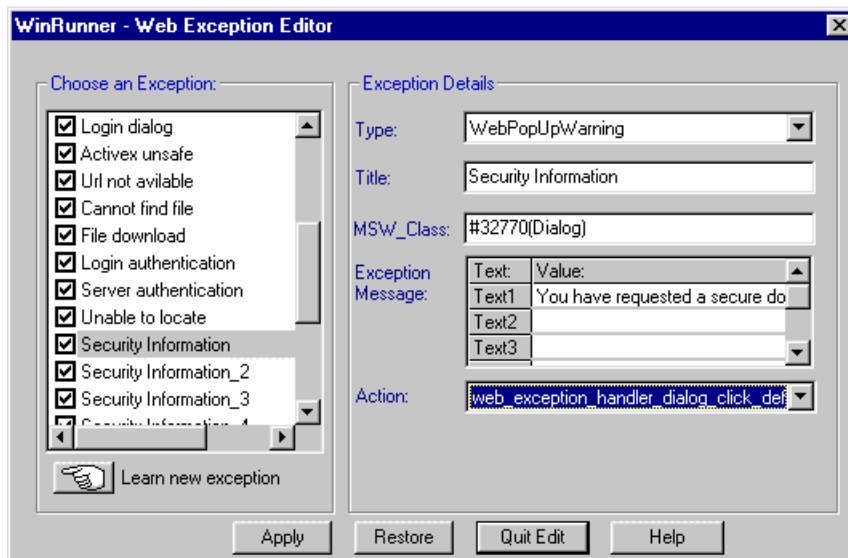 WinRunner - Web Exception Editor
Choose an Exception:
Login dialog
Activex unsafe
Url not avilable
Cannot find file
File download
Login authentication
Server authentication
Unable to locate
Security Information
Security Information_2
Security Information_3
Security Information_4
Learn new exception
Exception Details
Type:
WebPopUpWarning
Title:
Security Information
MSW_Class:
#32770(Dialog)
Exception Message:
Text: Value:
Text1 You have requested a secure do
Text2
Text3
Action:
web_exception_handler_dialog_click_def
Apply Restore Quit Edit Help